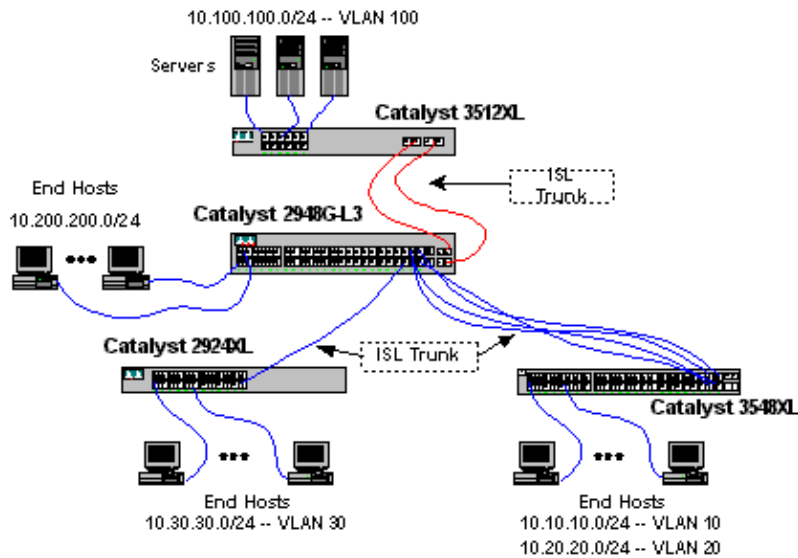 10.100.100.0/24 -- VLAN 100
Servers
Catalyst 3512XL
ISL
Trunk
End Hosts
10.200.200.0/24
Catalyst 2948G-L3
Catalyst 2924XL
ISL Trunk
Catalyst 3548XL
End Hosts
10.30.30.0/24 -- VLAN 30
End Hosts
10.10.10.0/24 -- VLAN 10
10.20.20.0/24 -- VLAN 20